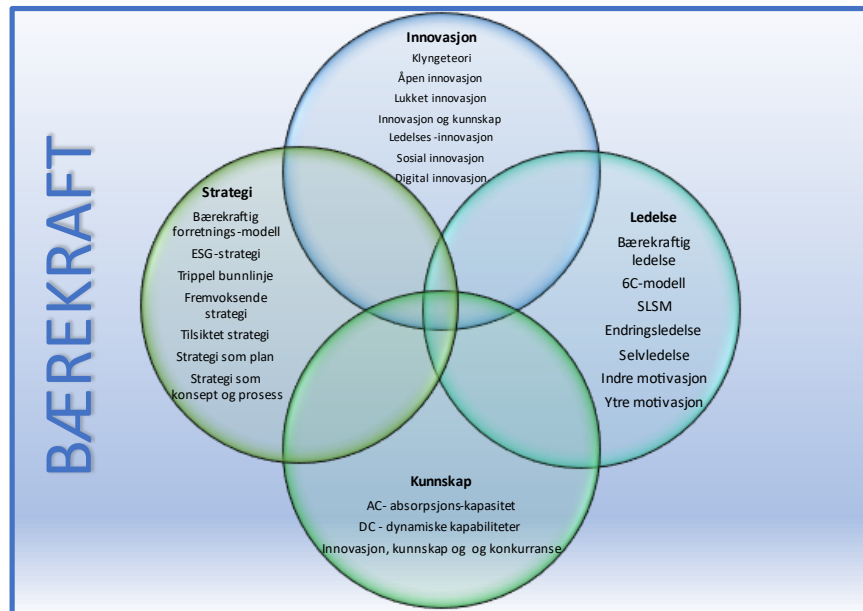 BÆREKRAFT
Innovasjon
Klyngeteori
Åpen innovasjon
Lukket innovasjon
Innovasjon og kunnskap
Ledelses -innovasjon
Sosial innovasjon
Digital innovasjon
Strategi
Bærekraftig
forretnings-modell
ESG-strategi
Trippel bunnlinje
Fremvoksende
strategi
Tilsiktet strategi
Strategi som plan
Strategi som
konsept og prosess
Ledelse
Bærekraftig
ledelse
6C-modell
SLSM
Endringsledelse
Selvledelse
Indre motivasjon
Ytre motivasjon
Kunnskap
AC- absorpsjons-kapasitet
DC - dynamiske kapabiliteter
Innovasjon, kunnskap og og konkurranse